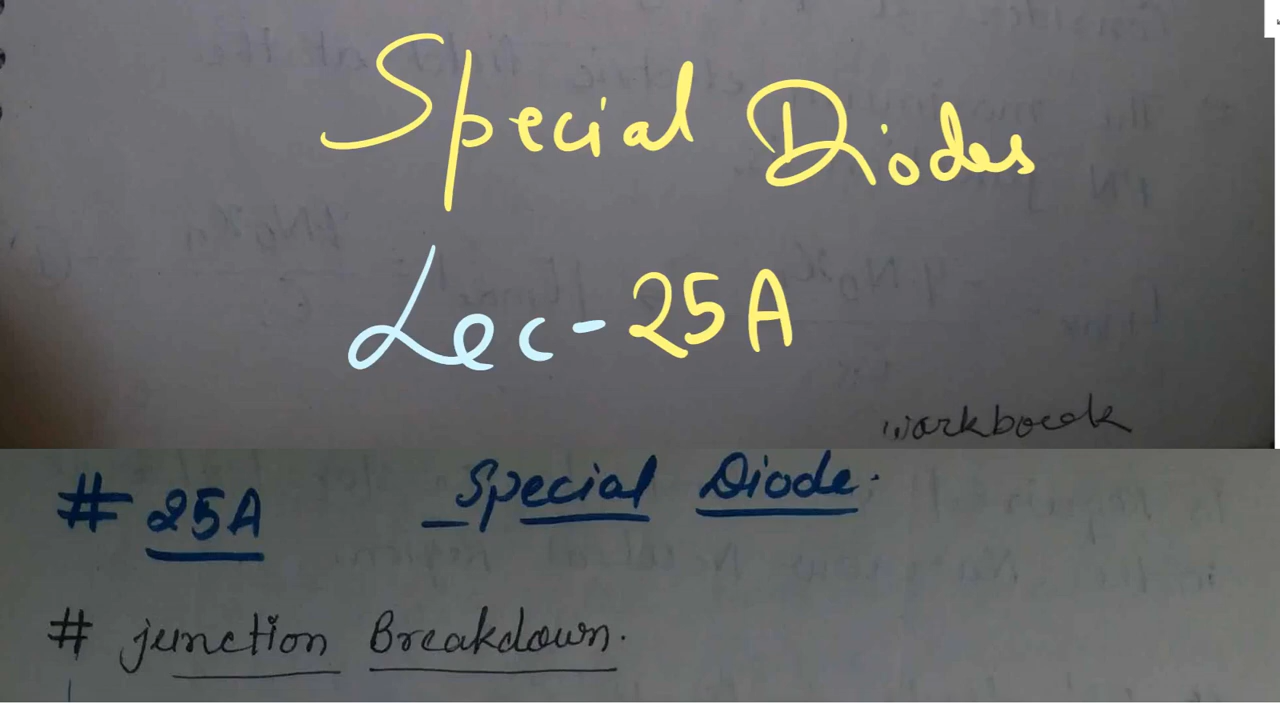 Special Diodes
Lec-25A
workbook
# 25A Special Diode.
# junction Breakdown.